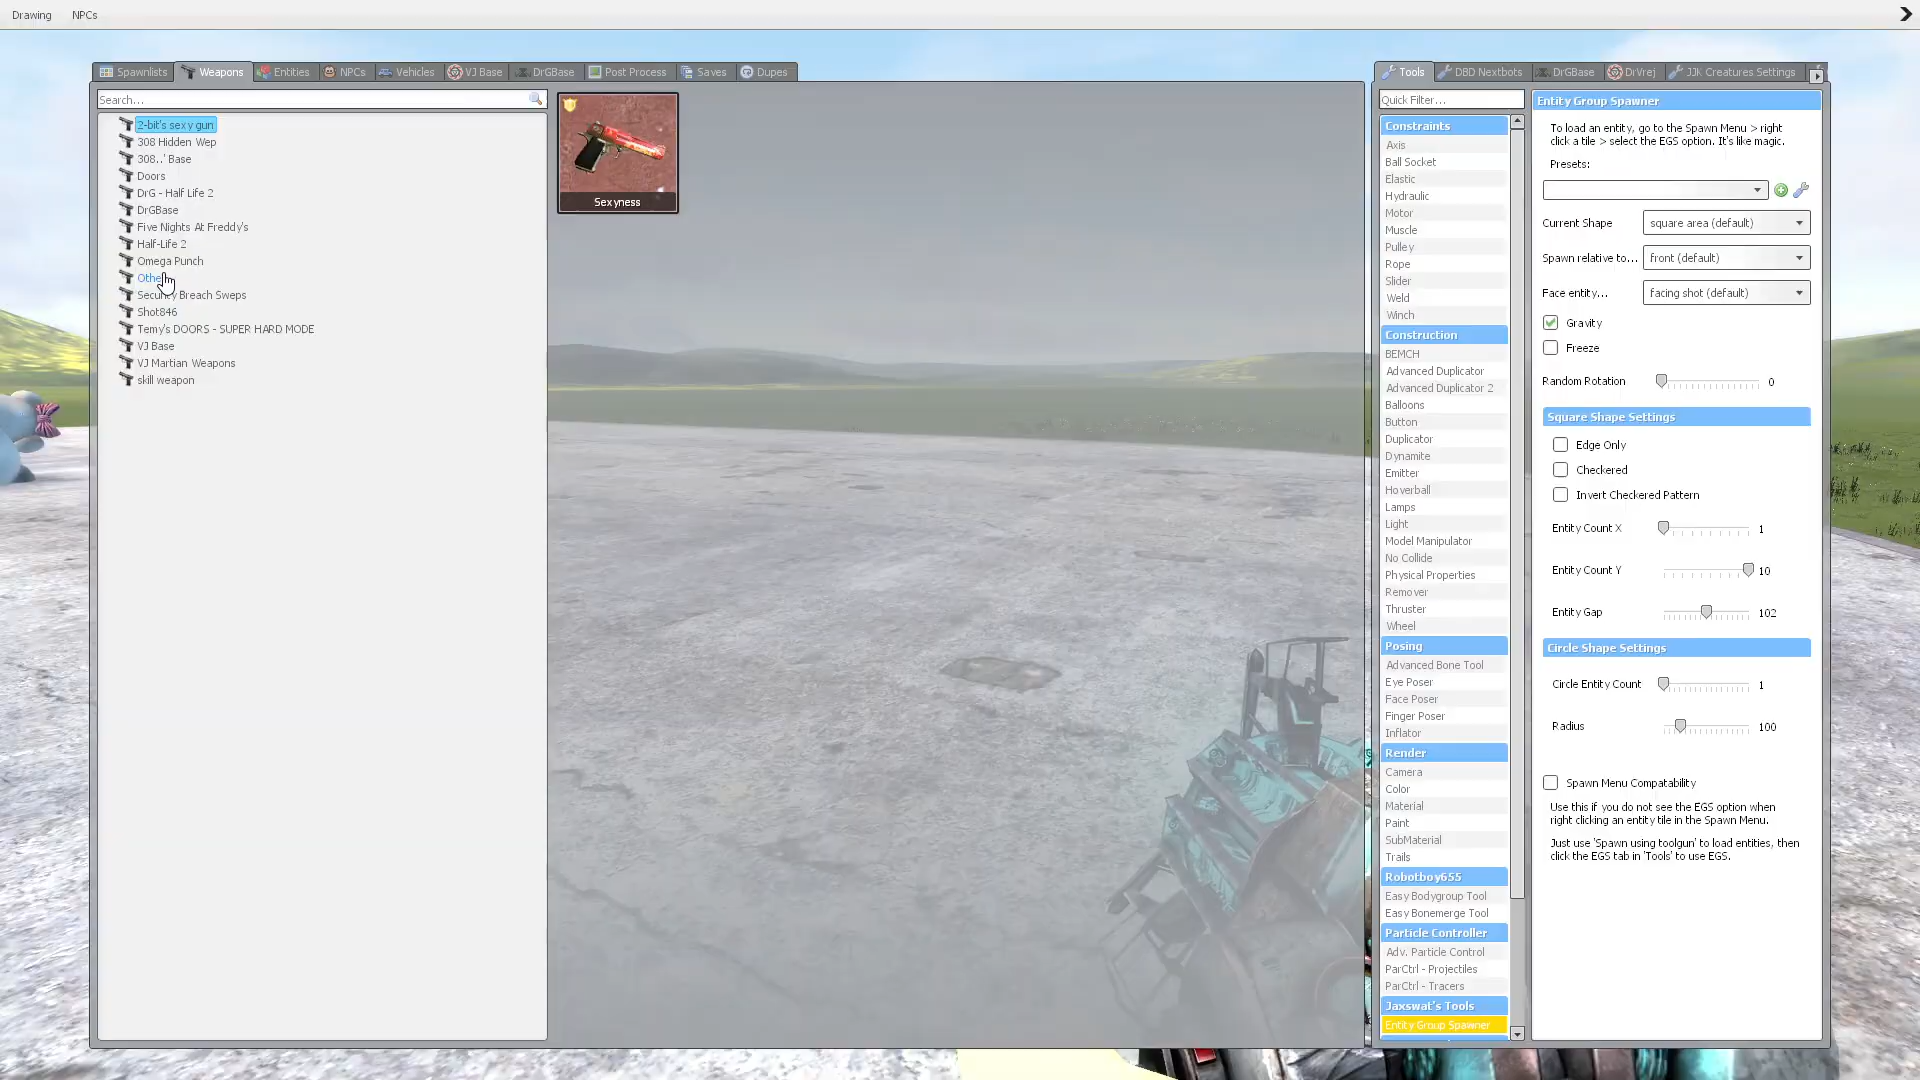 Drawing NPCs
Spawnlists Weapons Entities NPCs Vehicles VJ Base DrGBase Post Process Saves Dupes
Search...
2-bit's sexy gun
308 Hidden Wep
308..' Base
Doors
DrG - Half Life 2
DrGBase
Five Nights At Freddy's
Half-Life 2
Omega Punch
Security Breach Sweps
Shot846
Temy's DOORS - SUPER HARD MODE
VJ Base
VJ Martian Weapons
skill weapon
Sexyness
Tools DBD Nextbots DrGBase DrVrej JJK Creatures Settings
Quick Filter...
Constraints
Axis
Ball Socket
Elastic
Hydraulic
Motor
Muscle
Pulley
Rope
Slider
Weld
Winch
Construction
BEMCH
Advanced Duplicator
Advanced Duplicator 2
Balloons
Button
Duplicator
Dynamite
Emitter
Hoverball
Lamps
Light
Model Manipulator
No Collide
Physical Properties
Remover
Thruster
Wheel
Posing
Advanced Bone Tool
Eye Poser
Face Poser
Finger Poser
Inflator
Render
Camera
Color
Material
Paint
SubMaterial
Trails
Robotboy655
Easy Bodygroup Tool
Easy Bonemerge Tool
Particle Controller
Adv. Particle Control
ParCtrl - Projectiles
ParCtrl - Tracers
Jaxswat's Tools
Entity Group Spawner
Entity Group Spawner
To load an entity, go to the Spawn Menu > right
click a tile > select the EGS option. It's like magic.
Presets:
Current Shape square area (default)
Spawn relative to... front (default)
Face entity... facing shot (default)
Gravity
Freeze
Random Rotation 0
Square Shape Settings
Edge Only
Checkered
Invert Checkered Pattern
Entity Count X 1
Entity Count Y 10
Entity Gap 102
Circle Shape Settings
Circle Entity Count 1
Radius 100
Spawn Menu Compatability
Use this if you do not see the EGS option when
right clicking an entity tile in the Spawn Menu.
Just use 'Spawn using toolgun' to load entities, then
click the EGS tab in 'Tools' to use EGS.